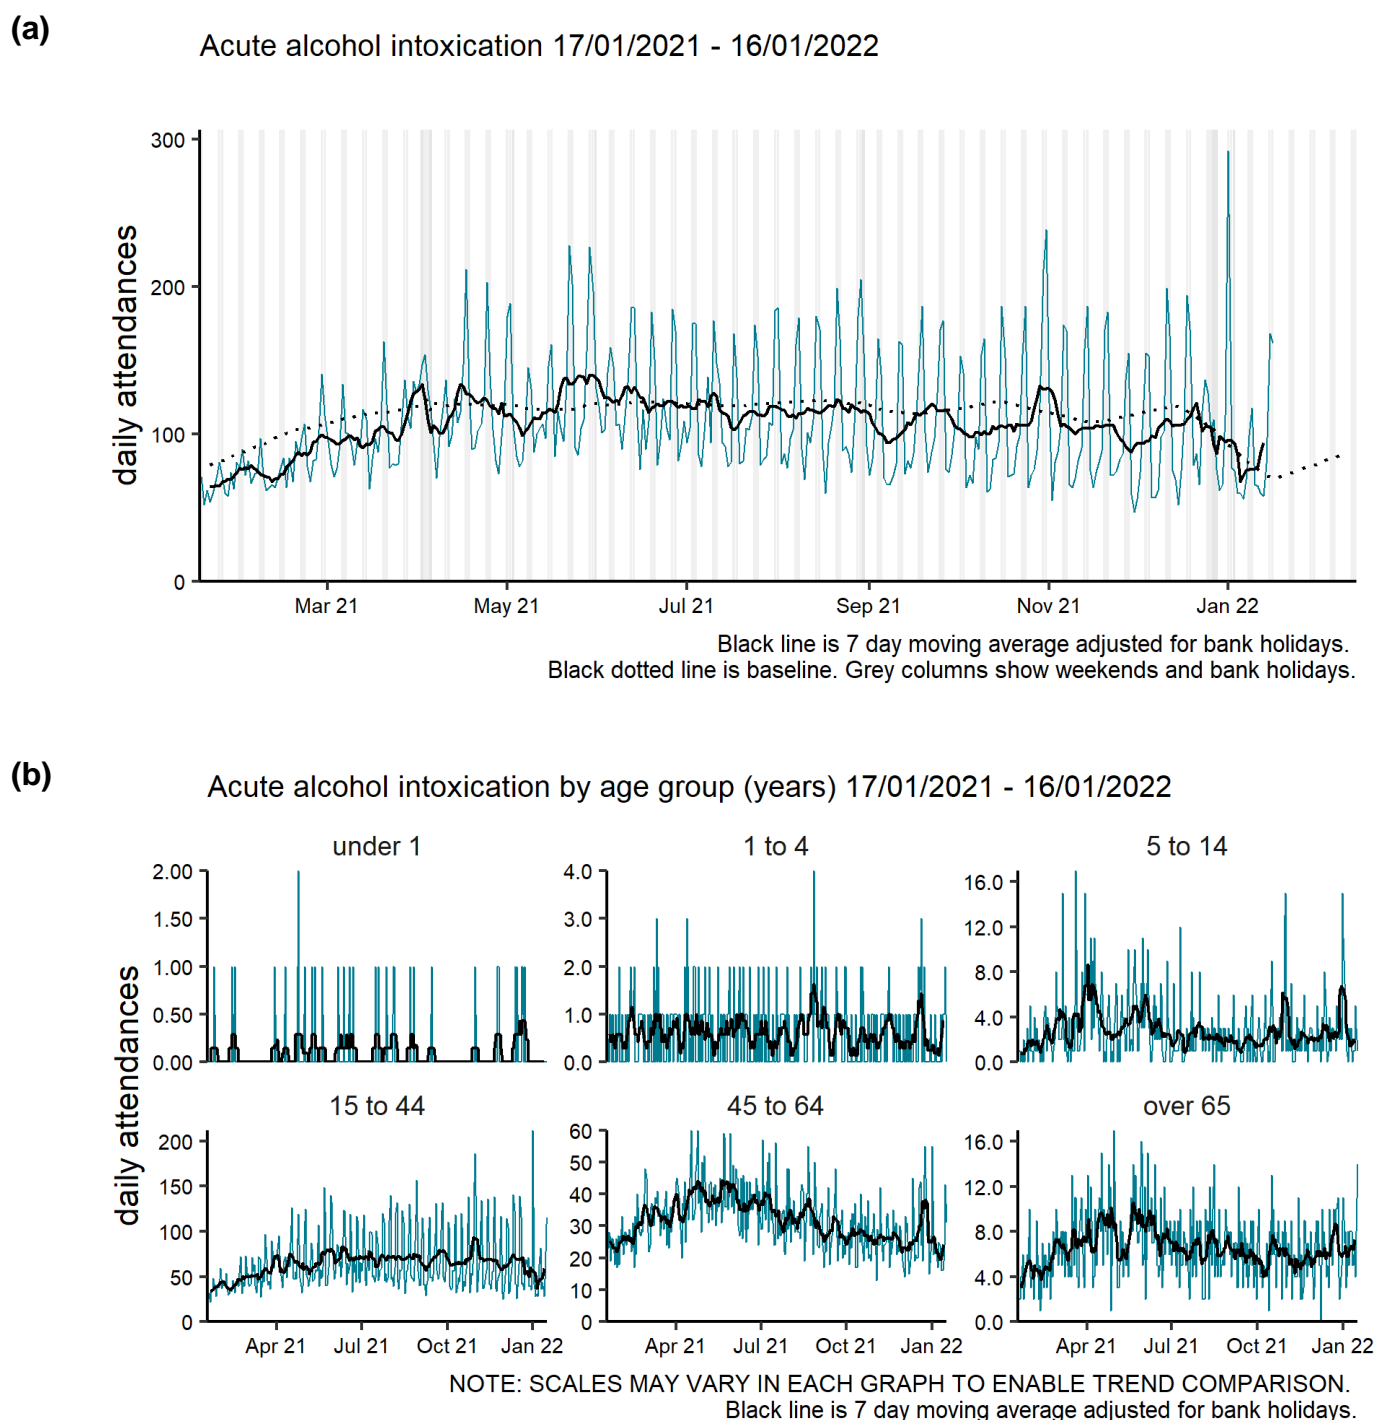 (a)
Acute alcohol intoxication 17/01/2021 - 16/01/2022
daily attendances
300
200
100
0
Mar 21 May 21 Jul 21 Sep 21 Nov 21 Jan 22
Black line is 7 day moving average adjusted for bank holidays.
Black dotted line is baseline. Grey columns show weekends and bank holidays.
(b)
Acute alcohol intoxication by age group (years) 17/01/2021 - 16/01/2022
daily attendances
under 1
2.00
1.50
1.00
0.50
0.00
1 to 4
4.0
3.0
2.0
1.0
0.0
5 to 14
16.0
12.0
8.0
4.0
0.0
15 to 44
200
150
100
50
0
Apr 21 Jul 21 Oct 21 Jan 22
45 to 64
60
50
40
30
20
10
0
Apr 21 Jul 21 Oct 21 Jan 22
over 65
16.0
12.0
8.0
4.0
0.0
Apr 21 Jul 21 Oct 21 Jan 22
NOTE: SCALES MAY VARY IN EACH GRAPH TO ENABLE TREND COMPARISON.
Black line is 7 day moving average adjusted for bank holidays.